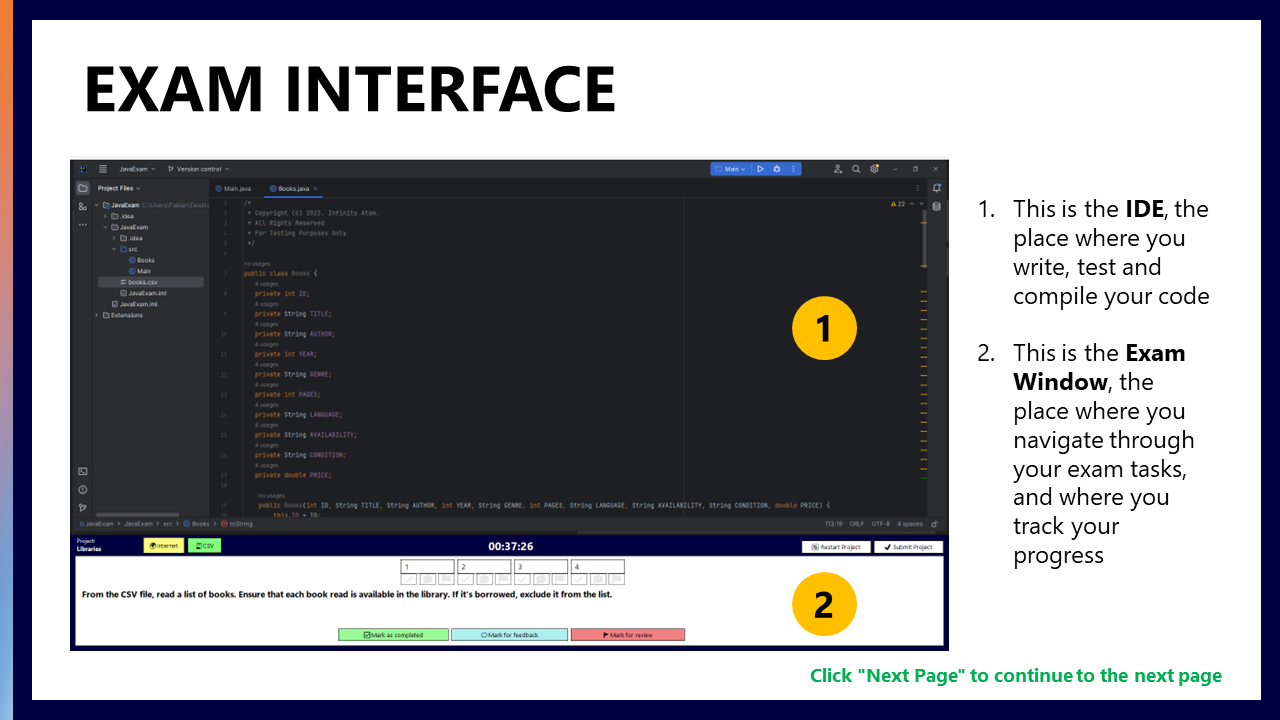 EXAM INTERFACE
JavaExam
Version control
Main
Project Files
Main.java
Books.java
JavaExam C:\Users\Fabian\Deskto
.idea
JavaExam
.idea
src
Books
Main
books.csv
JavaExam.iml
JavaExam.iml
Extensions
22
1 /*
2 * Copyright (c) 2023. Infinity Atom.
3 * All Rights Reserved
4 * For Testing Purposes Only
5 */
6
no usages
7 public class Books {
4 usages
8 private int ID;
4 usages
9 private String TITLE;
4 usages
10 private String AUTHOR;
4 usages
11 private int YEAR;
4 usages
12 private String GENRE;
4 usages
13 private int PAGES;
4 usages
14 private String LANGUAGE;
4 usages
15 private String AVAILABILITY;
4 usages
16 private String CONDITION;
4 usages
17 private double PRICE;
18
no usages
19 public Books(int ID, String TITLE, String AUTHOR, int YEAR, String GENRE, int PAGES, String LANGUAGE, String AVAILABILITY, String CONDITION, double PRICE) {
this.ID = ID;
JavaExam > JavaExam > src > Books > toString
113:19 CRLF UTF-8 4 spaces
1
Project:
Libraries
Internet
CSV
00:37:26
Restart Project
Submit Project
1 2 3 4
From the CSV file, read a list of books. Ensure that each book read is available in the library. If it's borrowed, exclude it from the list.
2
Mark as completed
Mark for feedback
Mark for review
1. This is the IDE, the
place where you
write, test and
compile your code
2. This is the Exam
Window, the
place where you
navigate through
your exam tasks,
and where you
track your
progress
Click "Next Page" to continue to the next page